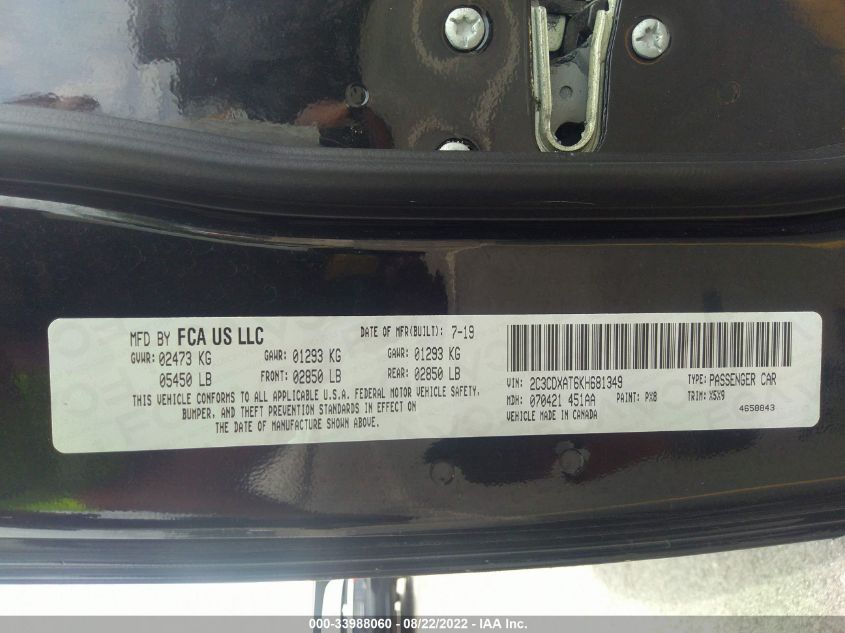 MFD BY FCA US LLC DATE OF MFR(BUILT): 7-19
GVWR: 02473 KG GAWR: 01293 KG GAWR: 01293 KG
05450 LB FRONT: 02850 LB REAR: 02850 LB
THIS VEHICLE CONFORMS TO ALL APPLICABLE U.S.A. FEDERAL MOTOR VEHICLE SAFETY,
BUMPER, AND THEFT PREVENTION STANDARDS IN EFFECT ON
THE DATE OF MANUFACTURE SHOWN ABOVE.
VIN: 2C3CDXAT6KH681349 TYPE: PASSENGER CAR
MDH: 070421 451AA PAINT: PX8 TRIM: X5X9
VEHICLE MADE IN CANADA 4658843
000-33988060 - 08/22/2022 - IAA Inc.